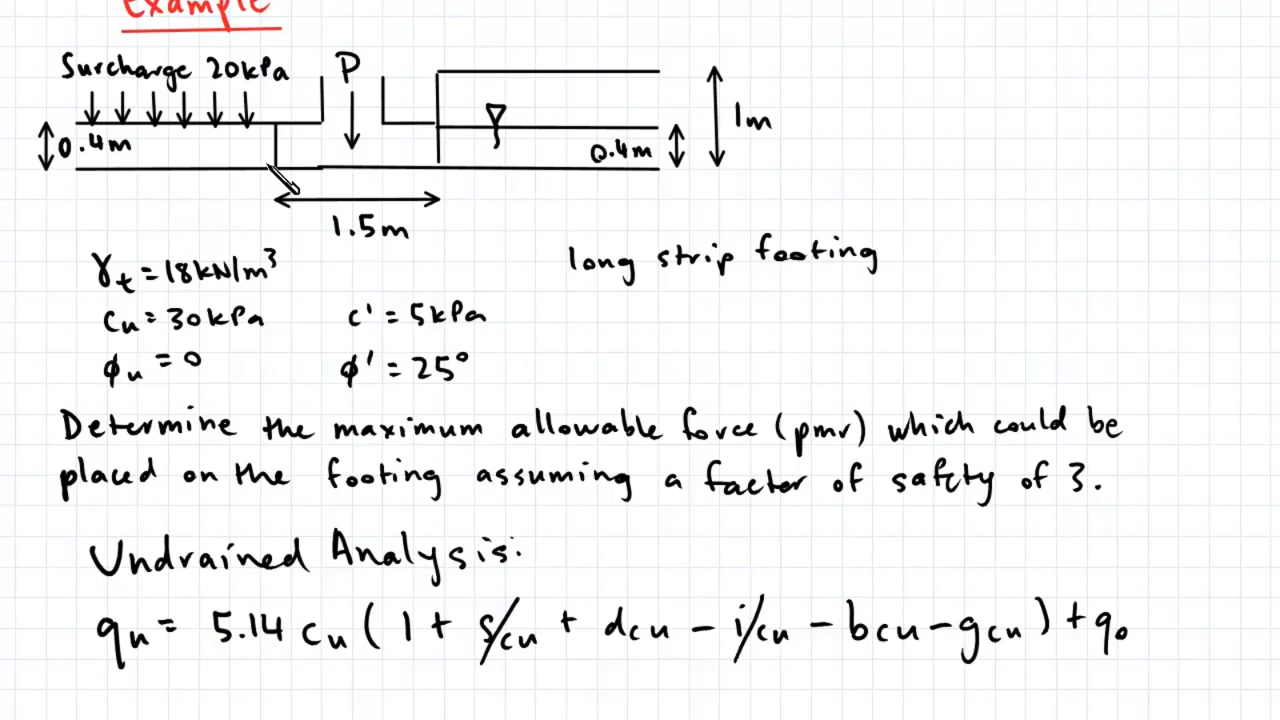 Example
Surcharge 20kPa P
0.4m 0.4m 1m
1.5m
long strip footing
γt = 18kN/m³
cu = 30kPa c' = 5kPa
ϕu = 0 ϕ' = 25°
Determine the maximum allowable force (pmr) which could be
placed on the footing assuming a factor of safety of 3.
Undrained Analysis:
qu = 5.14 cu ( 1 + scu + dcu - icu - bcu - gcu ) + q₀